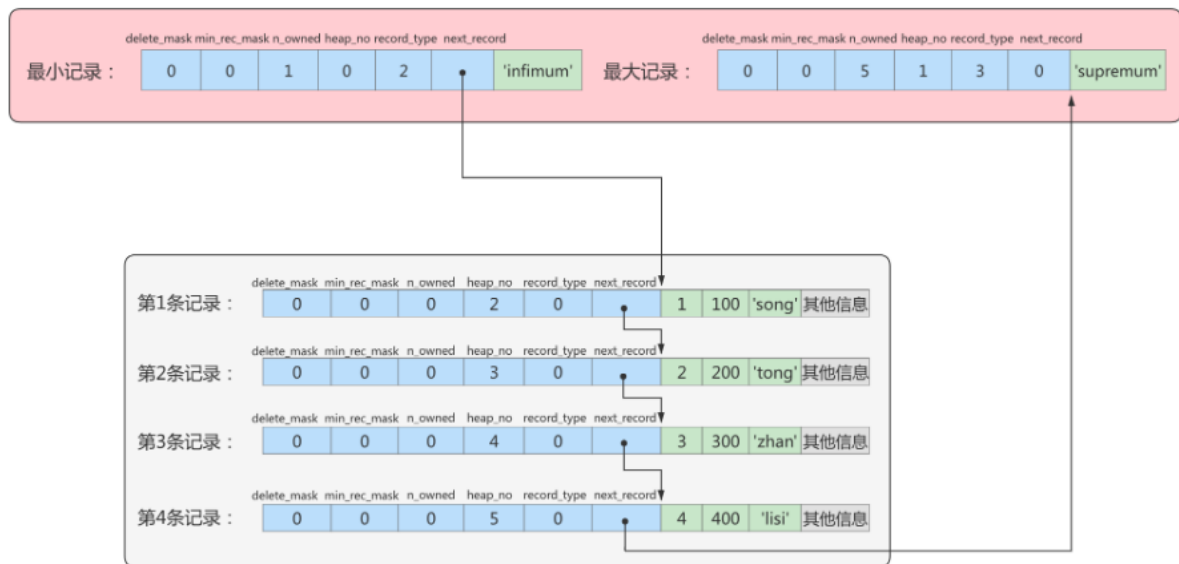 delete_mask min_rec_mask n_owned heap_no record_type next_record
最小记录： 0 0 1 0 2 'infimum'
delete_mask min_rec_mask n_owned heap_no record_type next_record
最大记录： 0 0 5 1 3 0 'supremum'
delete_mask min_rec_mask n_owned heap_no record_type next_record
第1条记录： 0 0 0 2 0 1 100 'song' 其他信息
delete_mask min_rec_mask n_owned heap_no record_type next_record
第2条记录： 0 0 0 3 0 2 200 'tong' 其他信息
delete_mask min_rec_mask n_owned heap_no record_type next_record
第3条记录： 0 0 0 4 0 3 300 'zhan' 其他信息
delete_mask min_rec_mask n_owned heap_no record_type next_record
第4条记录： 0 0 0 5 0 4 400 'lisi' 其他信息